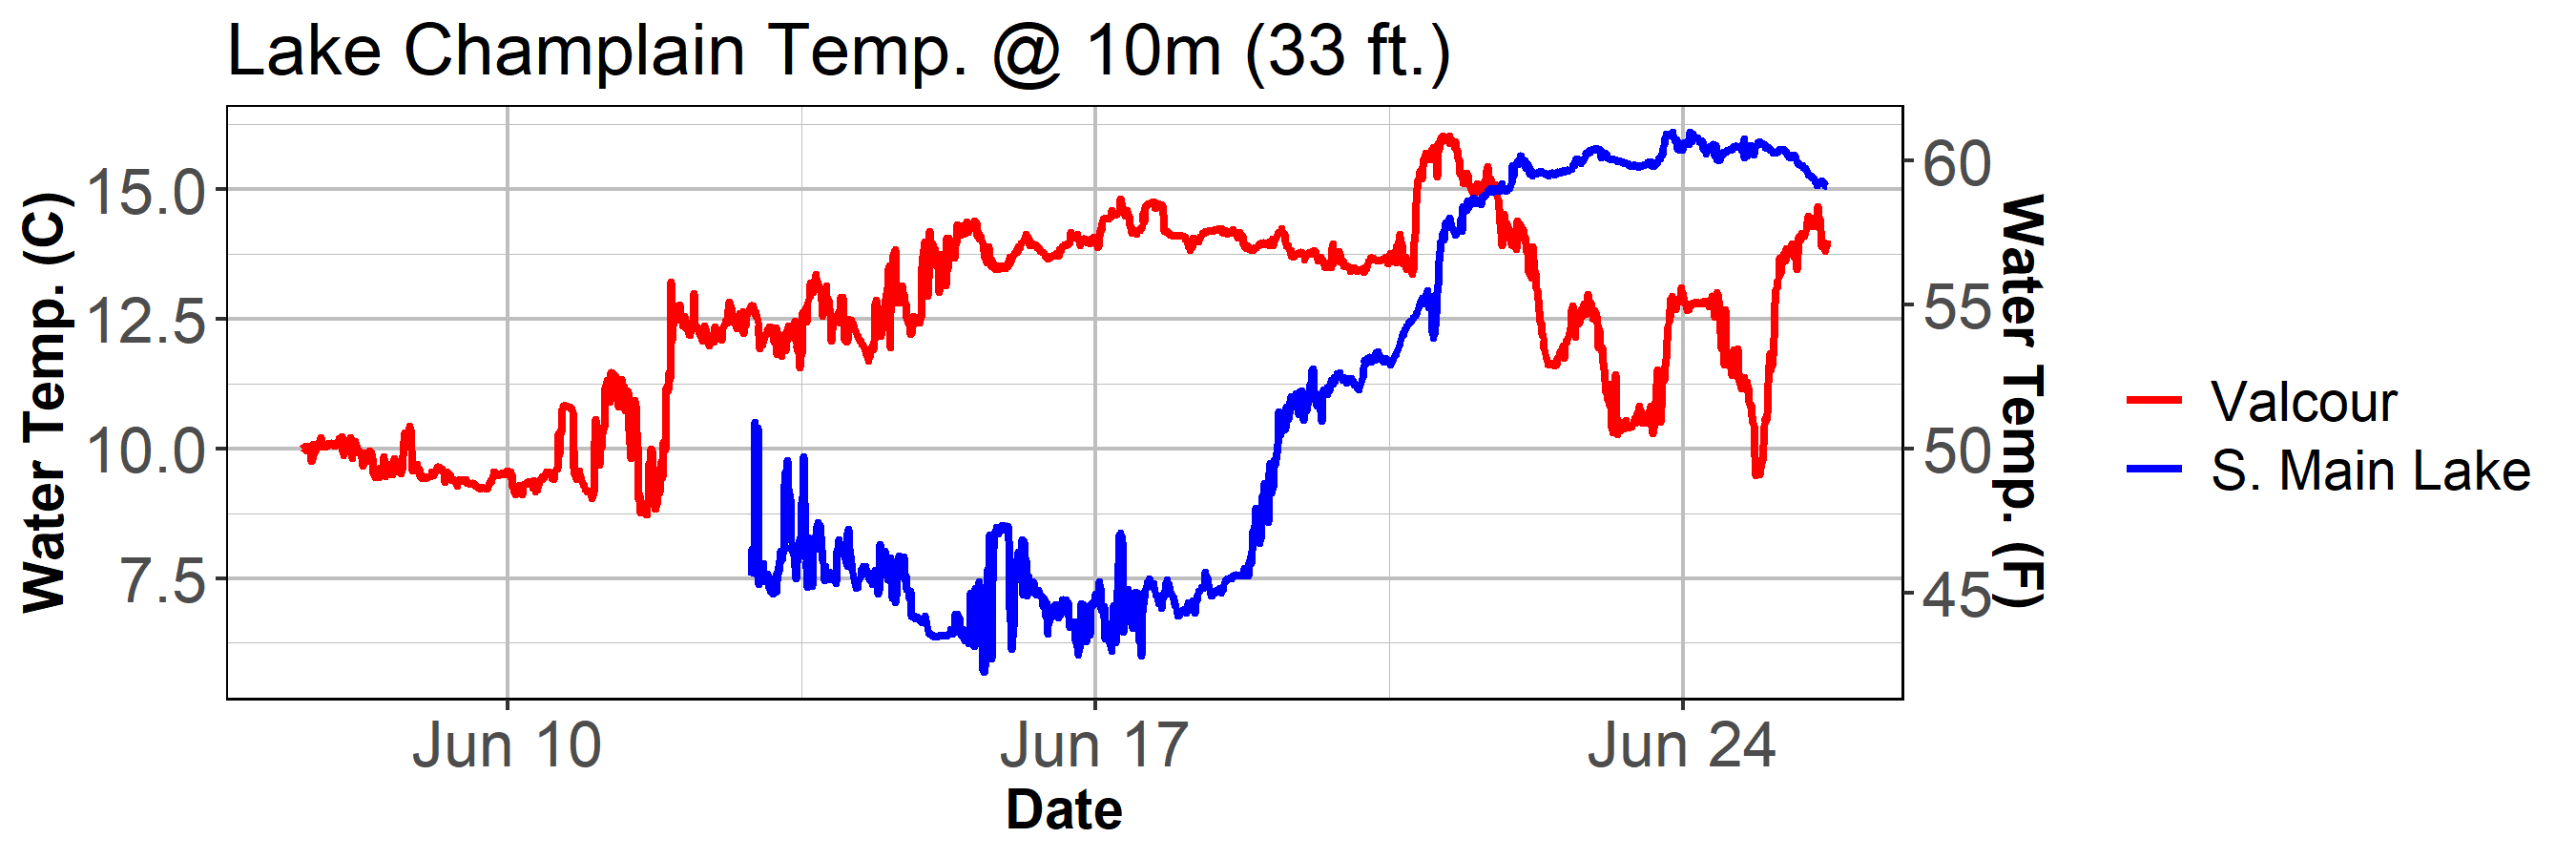 Lake Champlain Temp. @ 10m (33 ft.)
Water Temp. (C)
15.0
12.5
10.0
7.5
60
55
50
45
Water Temp. (F)
Jun 10
Jun 17
Jun 24
Date
Valcour
S. Main Lake